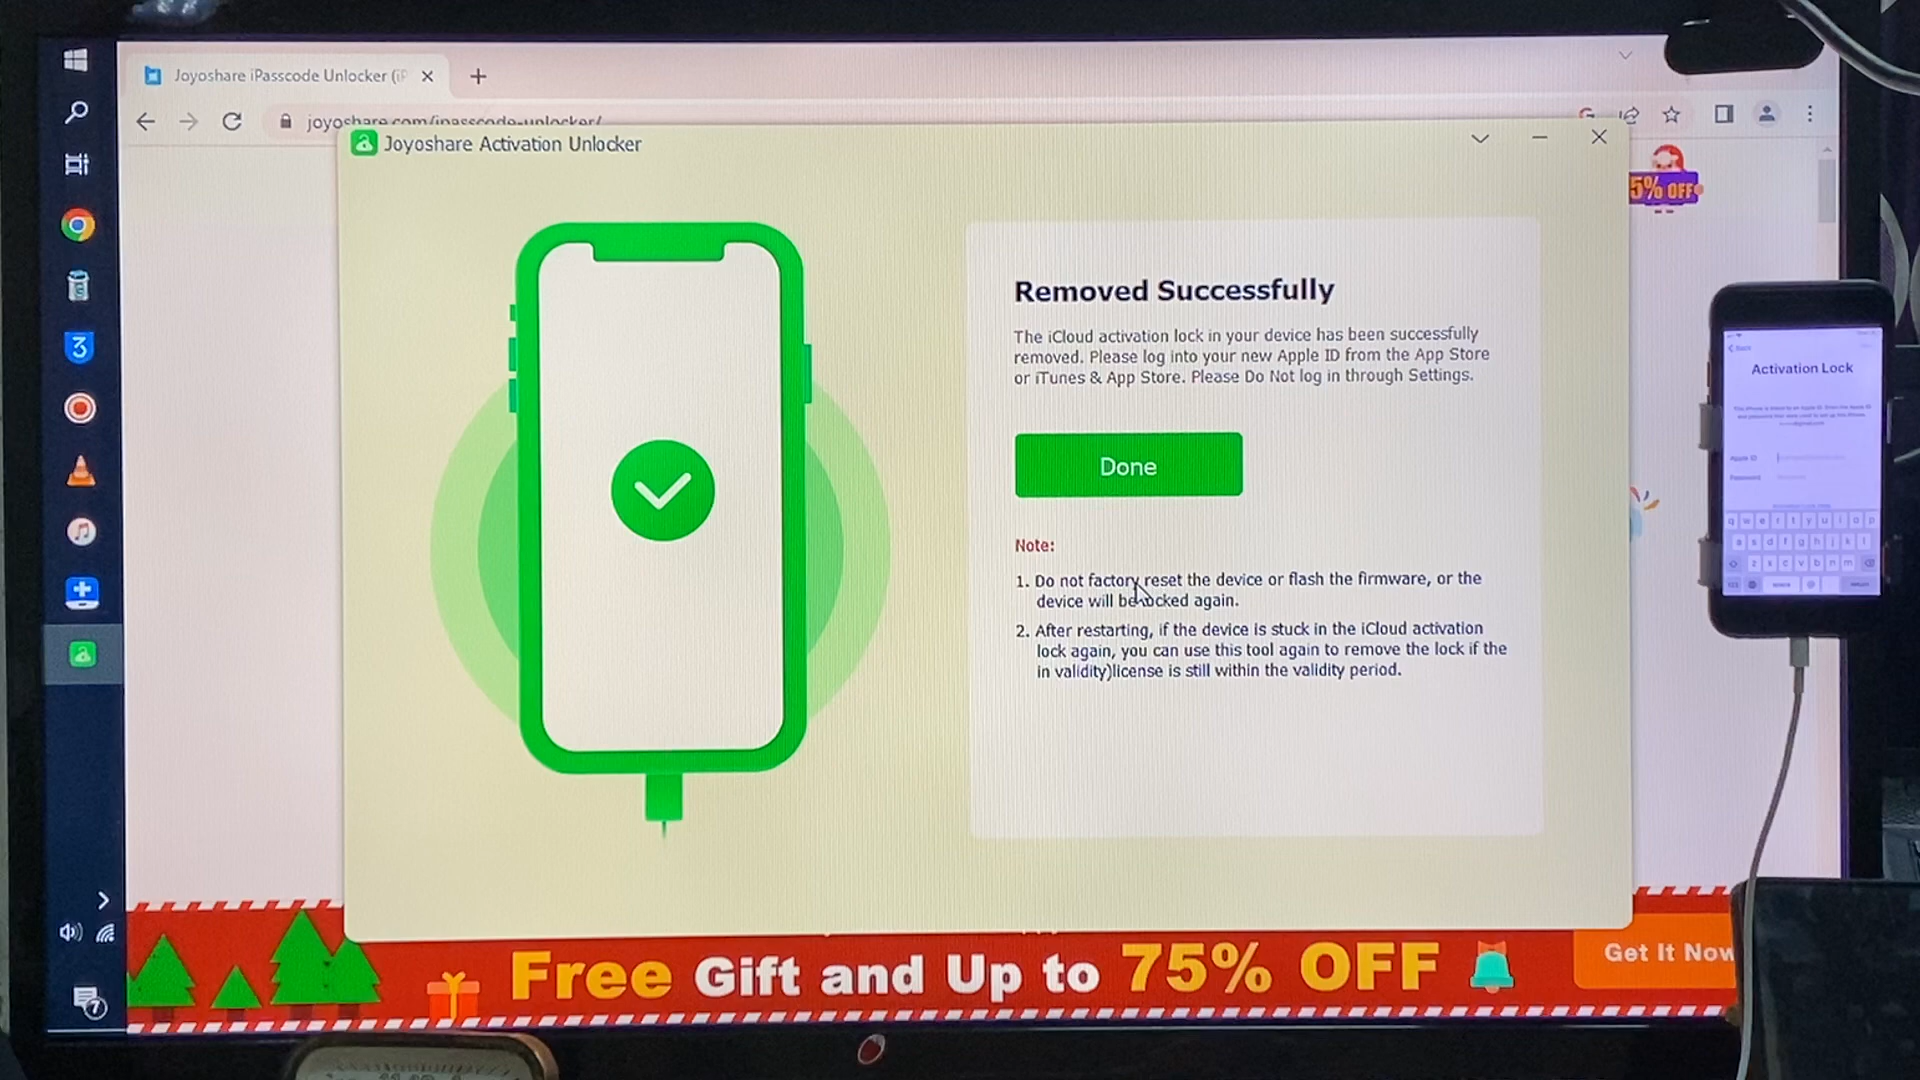 Joyoshare iPasscode Unlocker (iP
joyoshare.com/ipasscode-unlocker/
Joyoshare Activation Unlocker
5% OFF
Removed Successfully
The iCloud activation lock in your device has been successfully
removed. Please log into your new Apple ID from the App Store
or iTunes & App Store. Please Do Not log in through Settings.
Done
Note:
1. Do not factory reset the device or flash the firmware, or the
device will be locked again.
2. After restarting, if the device is stuck in the iCloud activation
lock again, you can use this tool again to remove the lock if the
in validity)license is still within the validity period.
Activation Lock
Apple ID
Password
q w e r t y u i o p
a s d f g h j k l
z x c v b n m
123
@
3
7
Free Gift and Up to 75% OFF
Get It Now